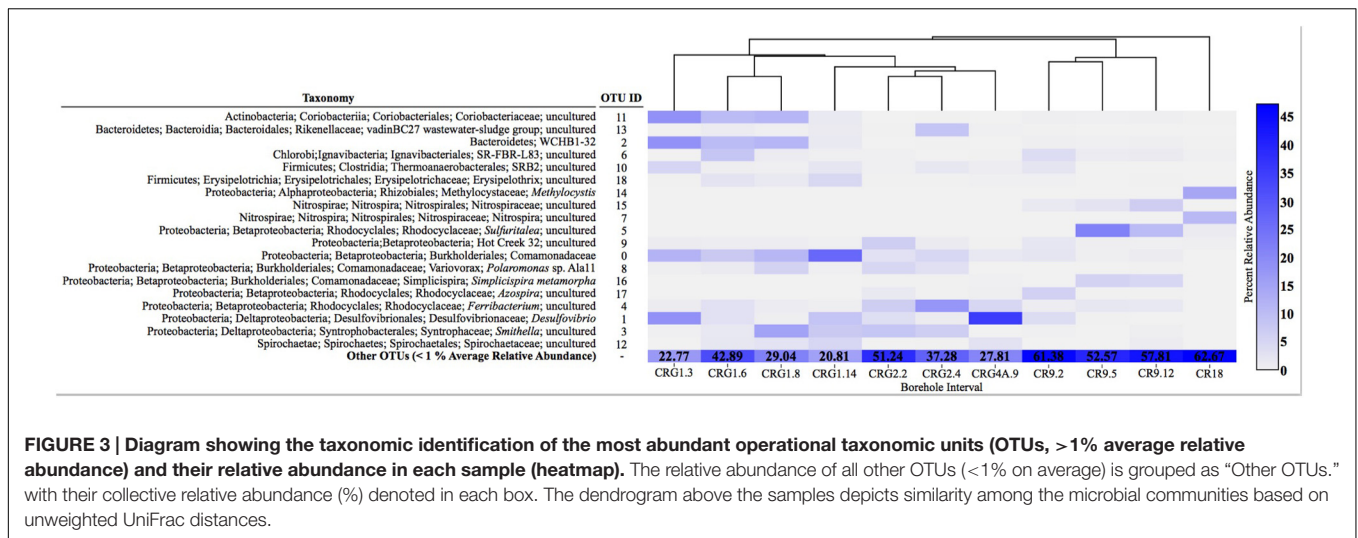 Taxonomy OTU ID
Actinobacteria; Coriobacteriia; Coriobacteriales; Coriobacteriaceae; uncultured 11
Bacteroidetes; Bacteroidia; Bacteroidales; Rikenellaceae; vadinBC27 wastewater-sludge group; uncultured 13
Bacteroidetes; WCHB1-32 2
Chlorobi;Ignavibacteria; Ignavibacteriales; SR-FBR-L83; uncultured 6
Firmicutes; Clostridia; Thermoanaerobacterales; SRB2; uncultured 10
Firmicutes; Erysipelotrichia; Erysipelotrichales; Erysipelotrichaceae; Erysipelothrix; uncultured 18
Proteobacteria; Alphaproteobacteria; Rhizobiales; Methylocystaceae; Methylocystis 14
Nitrospirae; Nitrospira; Nitrospirales; Nitrospiraceae; uncultured 15
Nitrospirae; Nitrospira; Nitrospirales; Nitrospiraceae; Nitrospira; uncultured 7
Proteobacteria; Betaproteobacteria; Rhodocyclales; Rhodocyclaceae; Sulfuritalea; uncultured 5
Proteobacteria;Betaproteobacteria; Hot Creek 32; uncultured 9
Proteobacteria; Betaproteobacteria; Burkholderiales; Comamonadaceae 0
Proteobacteria; Betaproteobacteria; Burkholderiales; Comamonadaceae; Variovorax; Polaromonas sp. Ala11 8
Proteobacteria; Betaproteobacteria; Burkholderiales; Comamonadaceae; Simplicispira; Simplicispira metamorpha 16
Proteobacteria; Betaproteobacteria; Rhodocyclales; Rhodocyclaceae; Azospira; uncultured 17
Proteobacteria; Betaproteobacteria; Rhodocyclales; Rhodocyclaceae; Ferribacterium; uncultured 4
Proteobacteria; Deltaproteobacteria; Desulfovibrionales; Desulfovibrionaceae; Desulfovibrio 1
Proteobacteria; Deltaproteobacteria; Syntrophobacterales; Syntrophaceae; Smithella; uncultured 3
Spirochaetae; Spirochaetes; Spirochaetales; Spirochaetaceae; uncultured 12
Other OTUs (< 1 % Average Relative Abundance) - 22.77 42.89 29.04 20.81 51.24 37.28 27.81 61.38 52.57 57.81 62.67
CRG1.3 CRG1.6 CRG1.8 CRG1.14 CRG2.2 CRG2.4 CRG4A.9 CR9.2 CR9.5 CR9.12 CR18
Borehole Interval
Percent Relative Abundance
45
40
35
30
25
20
15
10
5
0
FIGURE 3 | Diagram showing the taxonomic identification of the most abundant operational taxonomic units (OTUs, >1% average relative
abundance) and their relative abundance in each sample (heatmap). The relative abundance of all other OTUs (<1% on average) is grouped as “Other OTUs.”
with their collective relative abundance (%) denoted in each box. The dendrogram above the samples depicts similarity among the microbial communities based on
unweighted UniFrac distances.